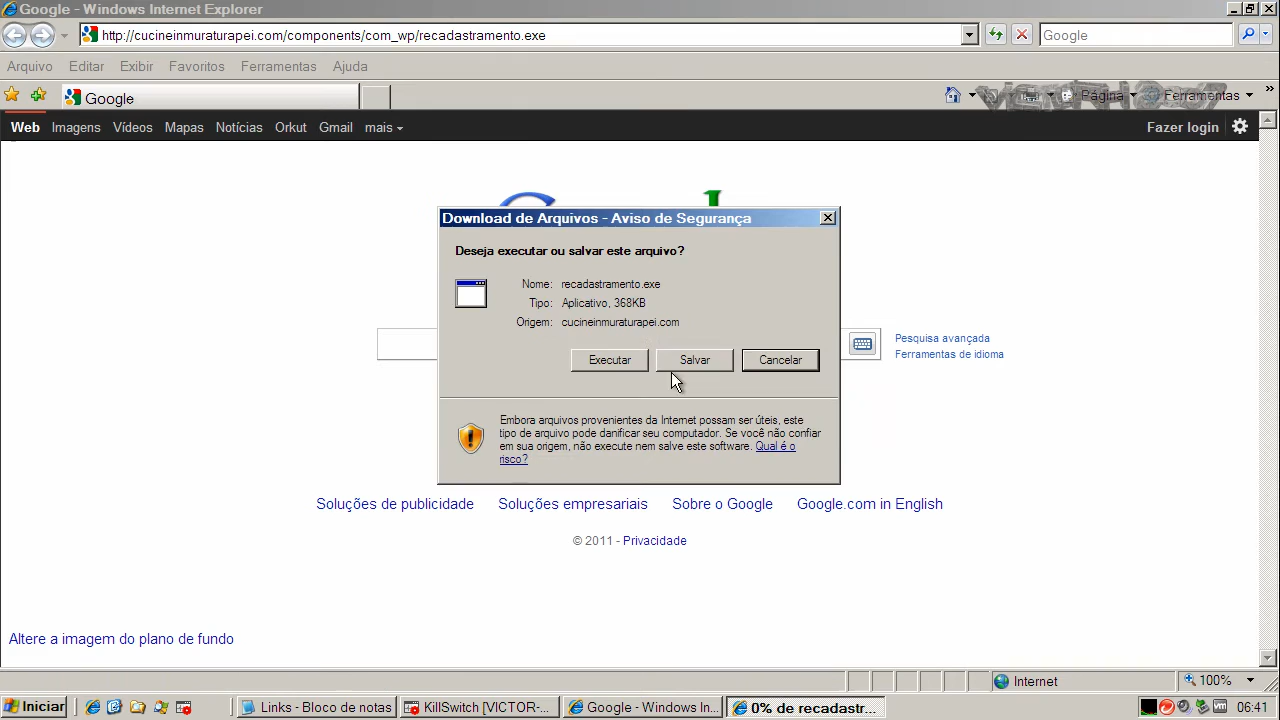 Google - Windows Internet Explorer
http://cucineinmuraturapei.com/components/com_wp/recadastramento.exe
Google
Arquivo Editar Exibir Favoritos Ferramentas Ajuda
Google
Página Ferramentas »
Web Imagens Vídeos Mapas Notícias Orkut Gmail mais
Fazer login
Download de Arquivos - Aviso de Segurança
Deseja executar ou salvar este arquivo?
Nome: recadastramento.exe
Tipo: Aplicativo, 368KB
Origem: cucineinmuraturapei.com
Executar Salvar Cancelar
Pesquisa avançada
Ferramentas de idioma
Embora arquivos provenientes da Internet possam ser úteis, este
tipo de arquivo pode danificar seu computador. Se você não confiar
em sua origem, não execute nem salve este software. Qual é o
risco?
Soluções de publicidade Soluções empresariais Sobre o Google Google.com in English
© 2011 - Privacidade
Altere a imagem do plano de fundo
Internet 100%
Iniciar Links - Bloco de notas KillSwitch [VICTOR-... Google - Windows In... 0% de recadastr... 06:41